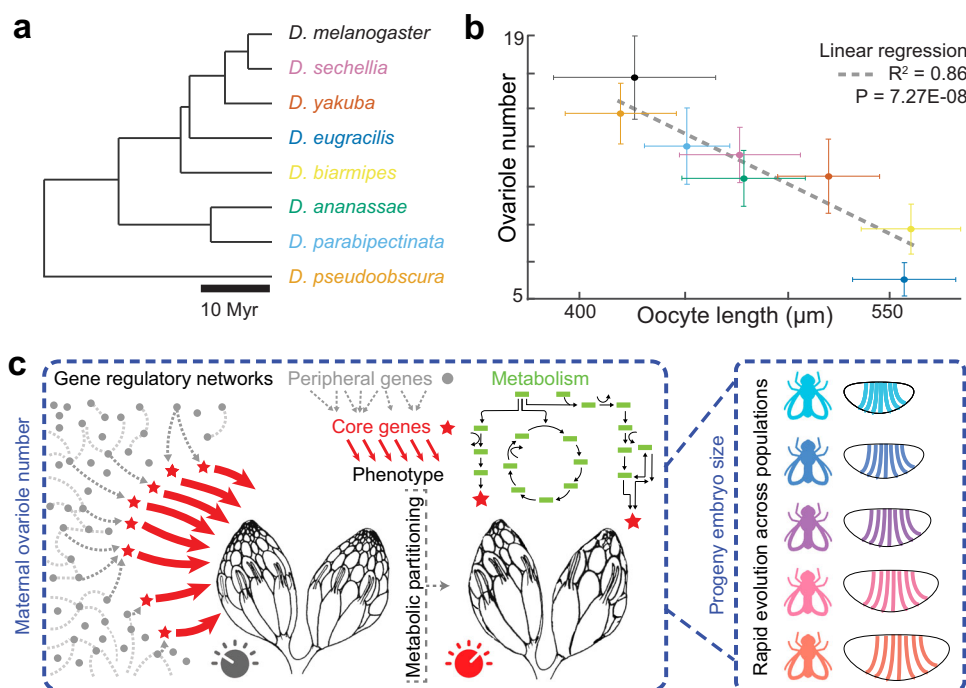 a
D. melanogaster
D. sechellia
D. yakuba
D. eugracilis
D. biarmipes
D. ananassae
D. parabipectinata
D. pseudoobscura
10 Myr
b
19
Ovariole number
5
400
Oocyte length (µm)
550
Linear regression
R² = 0.86
P = 7.27E-08
c
Maternal ovariole number
Gene regulatory networks
Peripheral genes
Core genes
Phenotype
Metabolic partitioning
Metabolism
Progeny embryo size
Rapid evolution across populations